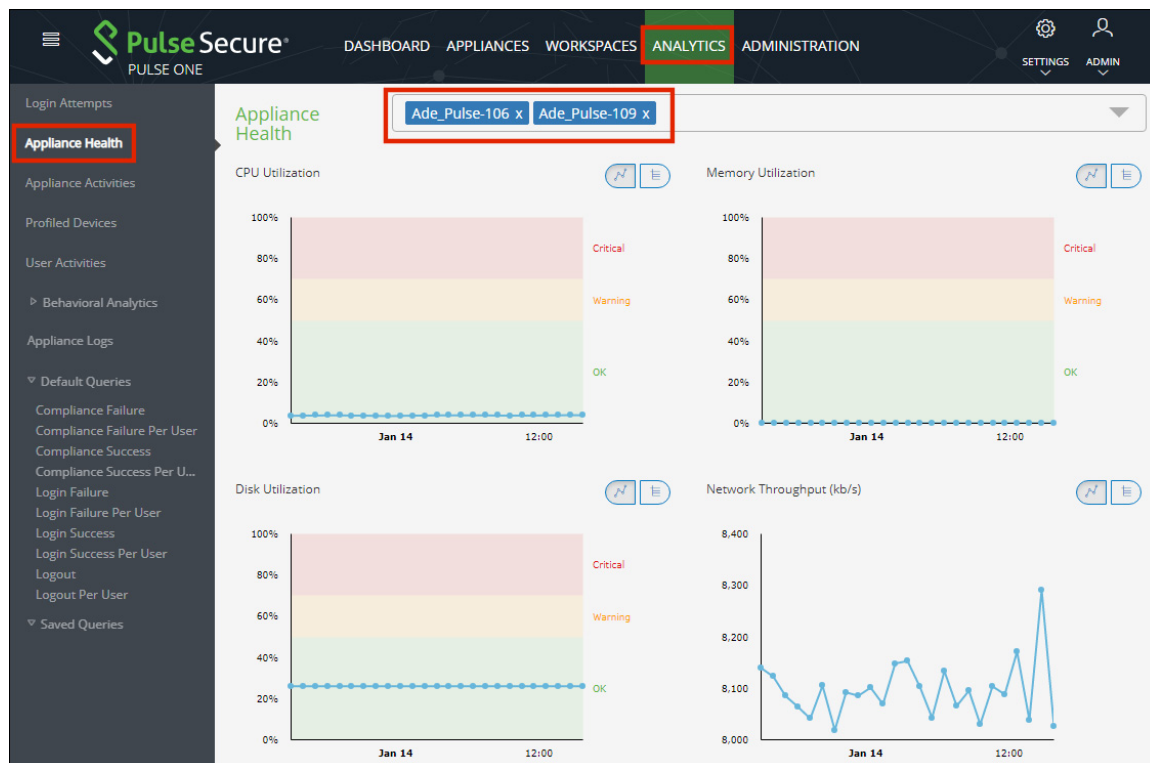 Pulse Secure®
PULSE ONE
DASHBOARD APPLIANCES WORKSPACES ANALYTICS ADMINISTRATION
SETTINGS ADMIN
Login Attempts
Appliance Health
Appliance Activities
Profiled Devices
User Activities
Behavioral Analytics
Appliance Logs
Default Queries
Compliance Failure
Compliance Failure Per User
Compliance Success
Compliance Success Per U...
Login Failure
Login Failure Per User
Login Success
Login Success Per User
Logout
Logout Per User
Saved Queries
Appliance
Health
Ade_Pulse-106 x Ade_Pulse-109 x
CPU Utilization
100%
80%
60%
40%
20%
0%
Critical
Warning
OK
Jan 14 12:00
Memory Utilization
100%
80%
60%
40%
20%
0%
Critical
Warning
OK
Jan 14 12:00
Disk Utilization
100%
80%
60%
40%
20%
0%
Critical
Warning
OK
Jan 14 12:00
Network Throughput (kb/s)
8,400
8,300
8,200
8,100
8,000
Jan 14 12:00